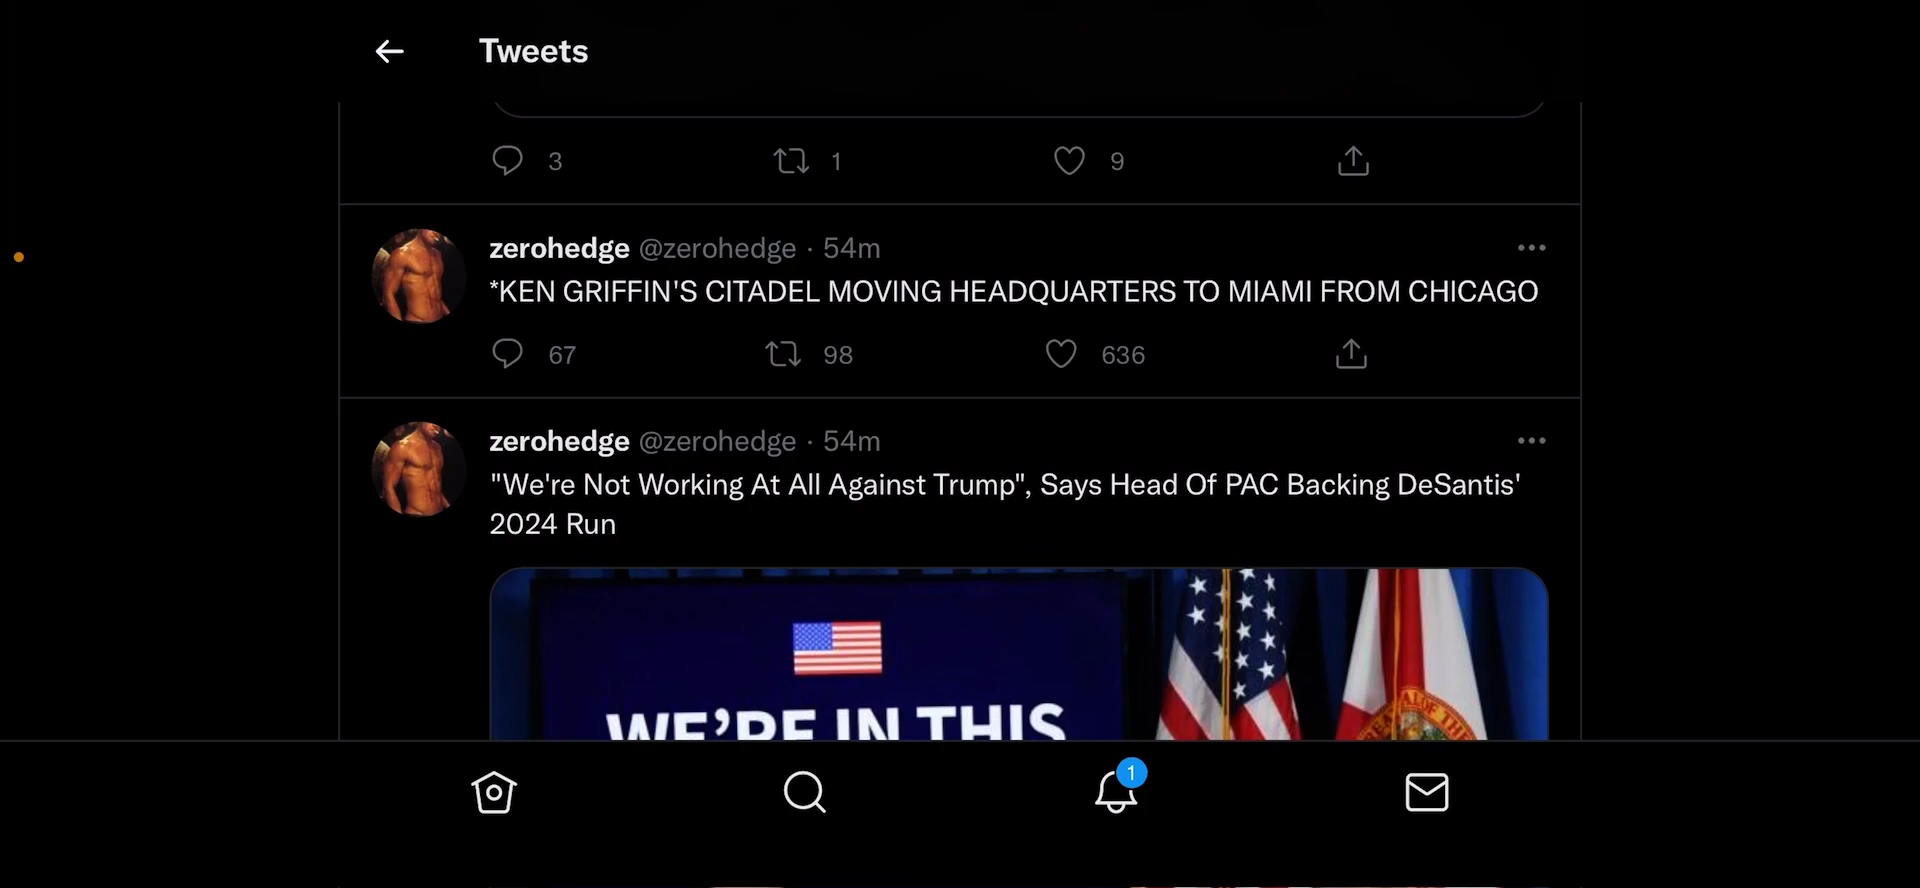 Tweets
3 1 9
zerohedge @zerohedge · 54m
*KEN GRIFFIN'S CITADEL MOVING HEADQUARTERS TO MIAMI FROM CHICAGO
67 98 636
zerohedge @zerohedge · 54m
"We're Not Working At All Against Trump", Says Head Of PAC Backing DeSantis'
2024 Run
WE'RE IN THIS
1